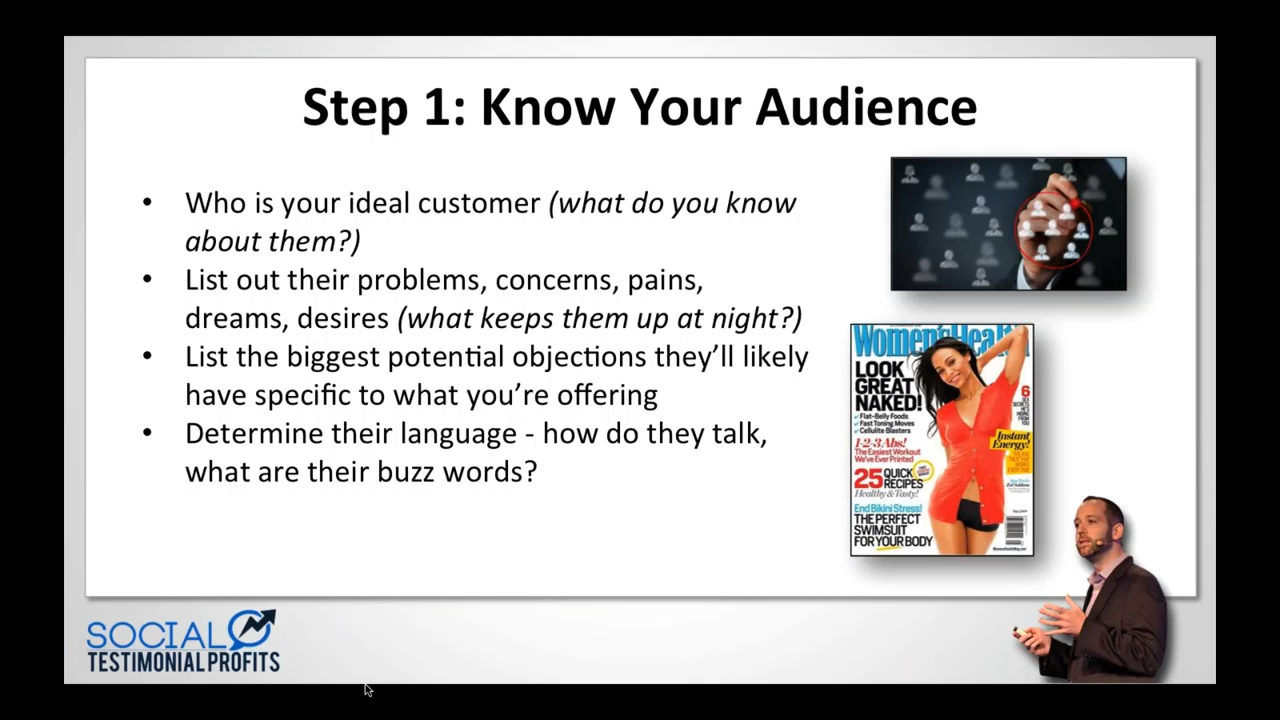 Step 1: Know Your Audience
• Who is your ideal customer (what do you know
about them?)
• List out their problems, concerns, pains,
dreams, desires (what keeps them up at night?)
• List the biggest potential objections they’ll likely
have specific to what you’re offering
• Determine their language - how do they talk,
what are their buzz words?
Women'sHealth
LOOK
GREAT
NAKED!
✓Flat-Belly Foods
✓Fast Toning Moves
✓Cellulite Blasters
1-2-3 Abs!
The Easiest Workout
We've Ever Printed
25 QUICK
RECIPES
Healthy & Tasty!
End Bikini Stress!
THE PERFECT
SWIMSUIT
FOR YOUR BODY
6
Instant
Energy!
SOCIAL
TESTIMONIAL PROFITS